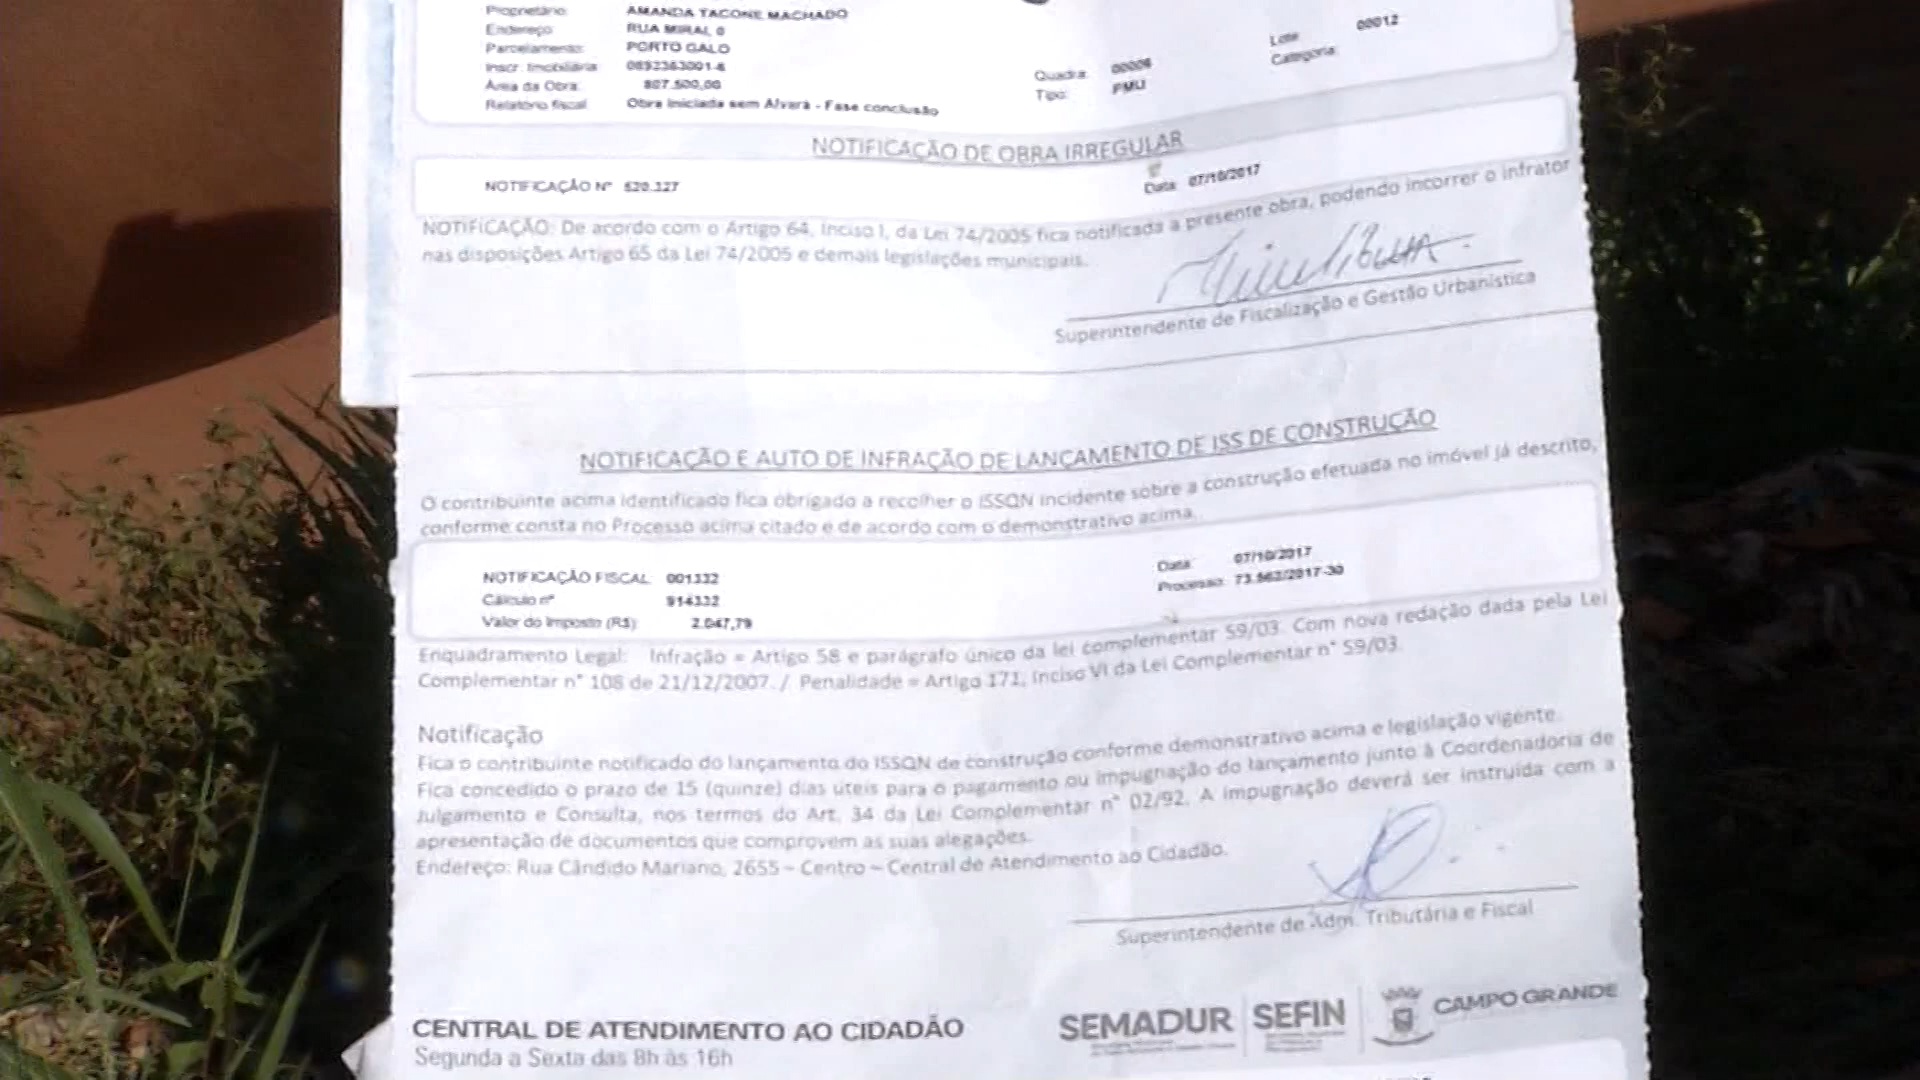 Proprietário: AMANDA TACONE MACHADO
Endereço: RUA MIRAL 0
Parcelamento: PORTO GALO
Inscr. Imobiliária: 0892363001-6
Área da Obra: 807.500,00
Relatório fiscal: Obra Iniciada sem Alvará - Fase conclusão
Quadra:
Tipo: PMU
Lote 00012
Categoria:
NOTIFICAÇÃO DE OBRA IRREGULAR
NOTIFICAÇÃO Nº 620.327
Data: 07/10/2017
NOTIFICAÇÃO: De acordo com o Artigo 64, Inciso I, da Lei 74/2005 fica notificada a presente obra, podendo incorrer o infrator
nas disposições Artigo 65 da Lei 74/2005 e demais legislações municipais.
Superintendente de Fiscalização e Gestão Urbanística
NOTIFICAÇÃO E AUTO DE INFRAÇÃO DE LANÇAMENTO DE ISS DE CONSTRUÇÃO
O contribuinte acima identificado fica obrigado a recolher o ISSQN incidente sobre a construção efetuada no imóvel já descrito,
conforme consta no Processo acima citado e de acordo com o demonstrativo acima.
NOTIFICAÇÃO FISCAL: 001332
Cálculo nº 914332
Valor do Imposto (R$): 2.047,79
Data: 07/10/2017
Processo: 73.563/2017-30
Enquadramento Legal: Infração = Artigo 58 e parágrafo único da lei complementar 59/03. Com nova redação dada pela Lei
Complementar n° 108 de 21/12/2007. / Penalidade = Artigo 171, Inciso VI da Lei Complementar n° 59/03.
Notificação
Fica o contribuinte notificado do lançamento do ISSQN de construção conforme demonstrativo acima e legislação vigente.
Fica concedido o prazo de 15 (quinze) dias úteis para o pagamento ou impugnação do lançamento junto à Coordenadoria de
Julgamento e Consulta, nos termos do Art. 34 da Lei Complementar n° 02/92. A impugnação deverá ser instruída com a
apresentação de documentos que comprovem as suas alegações.
Endereço: Rua Cândido Mariano, 2655 – Centro – Central de Atendimento ao Cidadão.
Superintendente de Adm. Tributária e Fiscal
CENTRAL DE ATENDIMENTO AO CIDADÃO
Segunda a Sexta das 8h às 16h
SEMADUR
SEFIN
CAMPO GRANDE